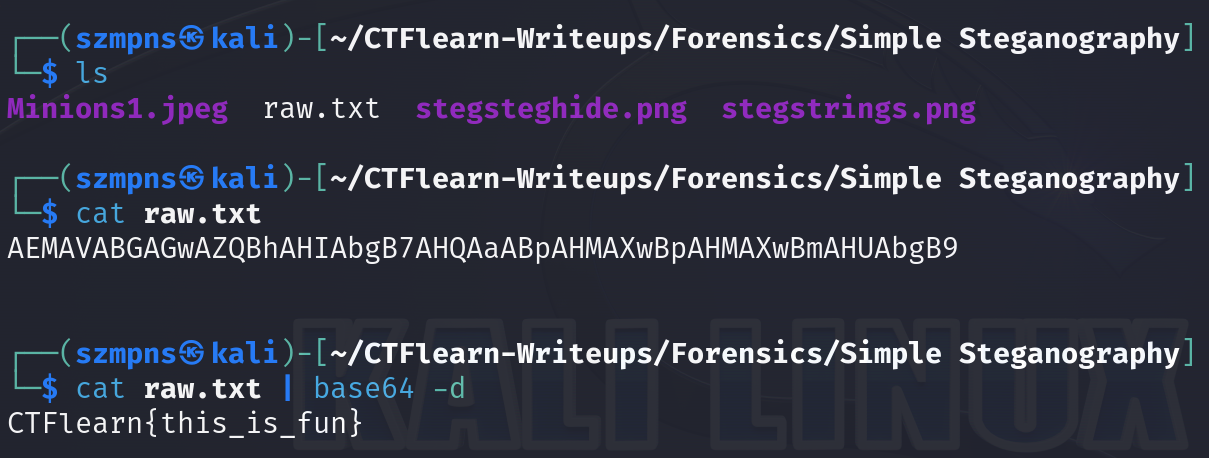 ┌──(szmpns㉿kali)-[~/CTFlearn-Writeups/Forensics/Simple Steganography]
└─$ ls
Minions1.jpeg  raw.txt  stegsteghide.png  stegstrings.png
┌──(szmpns㉿kali)-[~/CTFlearn-Writeups/Forensics/Simple Steganography]
└─$ cat raw.txt
AEMAVABGAGwAZQBhAHIAbgB7AHQAaABpAHMAXwBpAHMAXwBmAHUAbgB9
┌──(szmpns㉿kali)-[~/CTFlearn-Writeups/Forensics/Simple Steganography]
└─$ cat raw.txt | base64 -d
CTFlearn{this_is_fun}
KALI LINUX